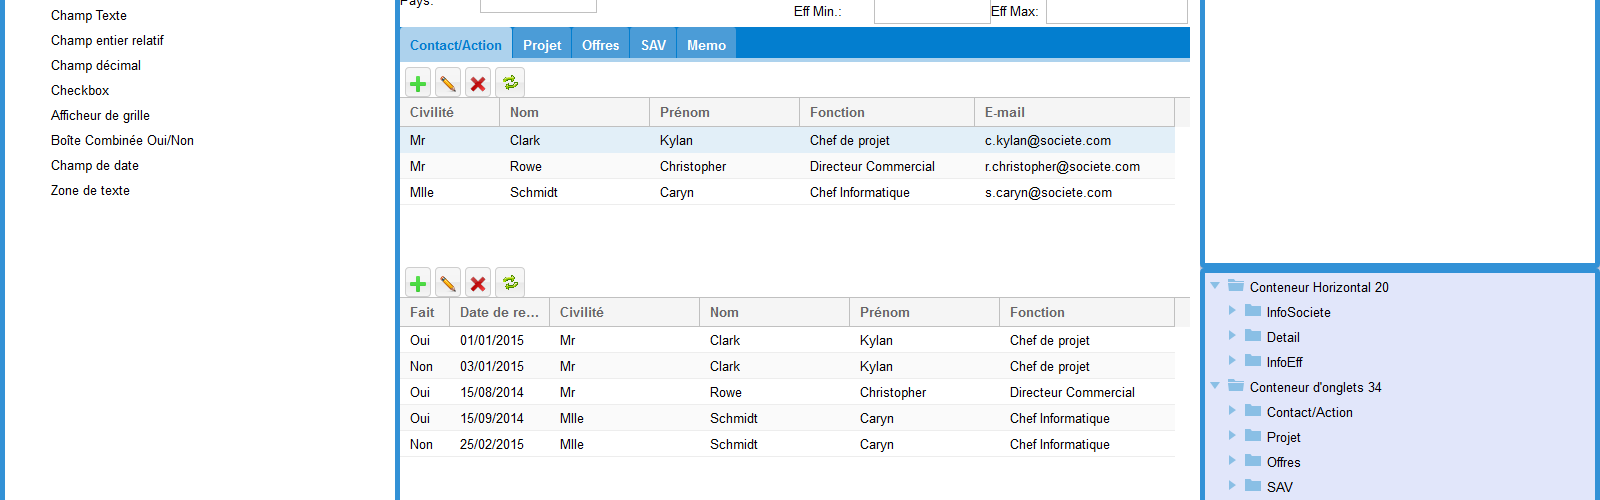 Champ Texte
Champ entier relatif
Champ décimal
Checkbox
Afficheur de grille
Boîte Combinée Oui/Non
Champ de date
Zone de texte
Pays:
Eff Min.: Eff Max:
Contact/Action Projet Offres SAV Memo
Civilité Nom Prénom Fonction E-mail
Mr Clark Kylan Chef de projet c.kylan@societe.com
Mr Rowe Christopher Directeur Commercial r.christopher@societe.com
Mlle Schmidt Caryn Chef Informatique s.caryn@societe.com
Fait Date de re... Civilité Nom Prénom Fonction
Oui 01/01/2015 Mr Clark Kylan Chef de projet
Non 03/01/2015 Mr Clark Kylan Chef de projet
Oui 15/08/2014 Mr Rowe Christopher Directeur Commercial
Oui 15/09/2014 Mlle Schmidt Caryn Chef Informatique
Non 25/02/2015 Mlle Schmidt Caryn Chef Informatique
Conteneur Horizontal 20
InfoSociete
Detail
InfoEff
Conteneur d'onglets 34
Contact/Action
Projet
Offres
SAV